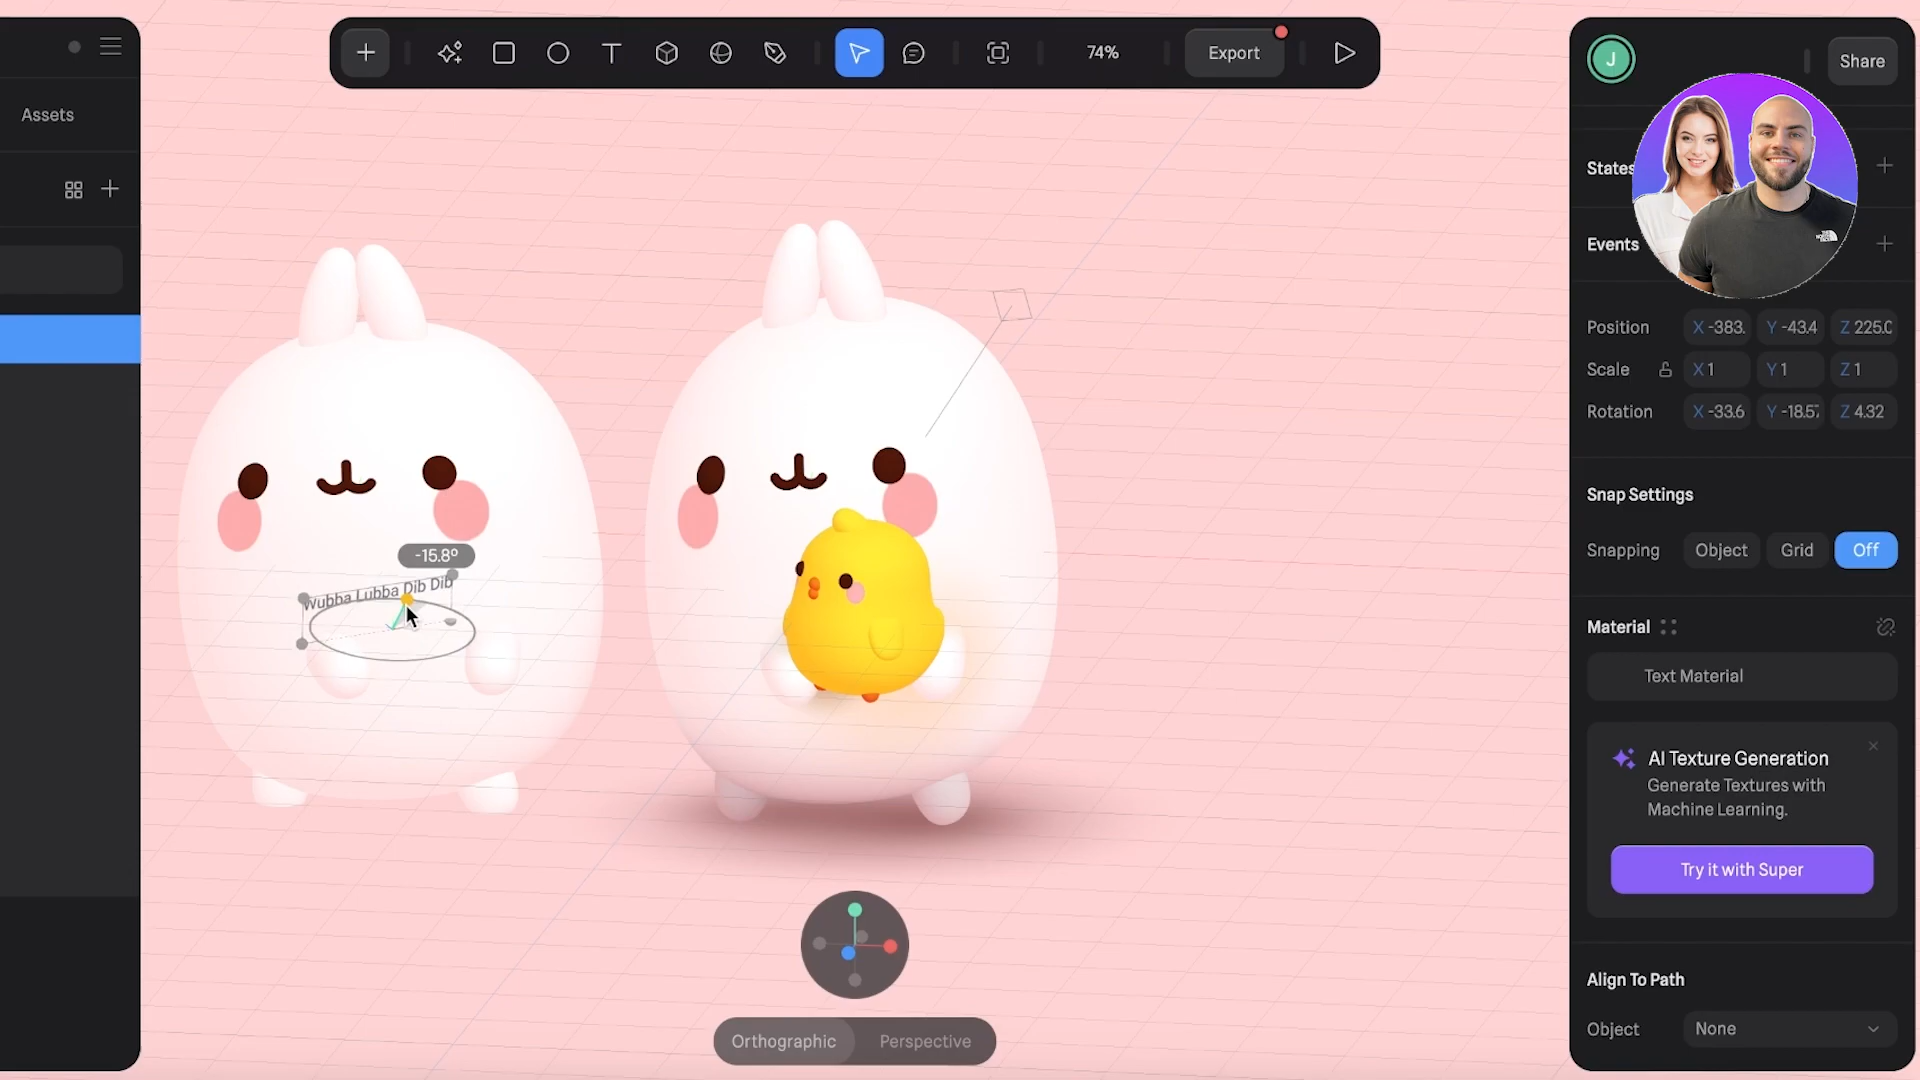 Assets
74%
Export
J
Share
States
Events
Position X -383. Y -43.4 Z 225.0
Scale X 1 Y 1 Z 1
Rotation X -33.6 Y -18.57 Z 4.32
Snap Settings
Snapping Object Grid Off
Material
Text Material
AI Texture Generation
Generate Textures with
Machine Learning.
Try it with Super
Align To Path
Object None
-15.8º
Wubba Lubba Dib Dib
Orthographic Perspective